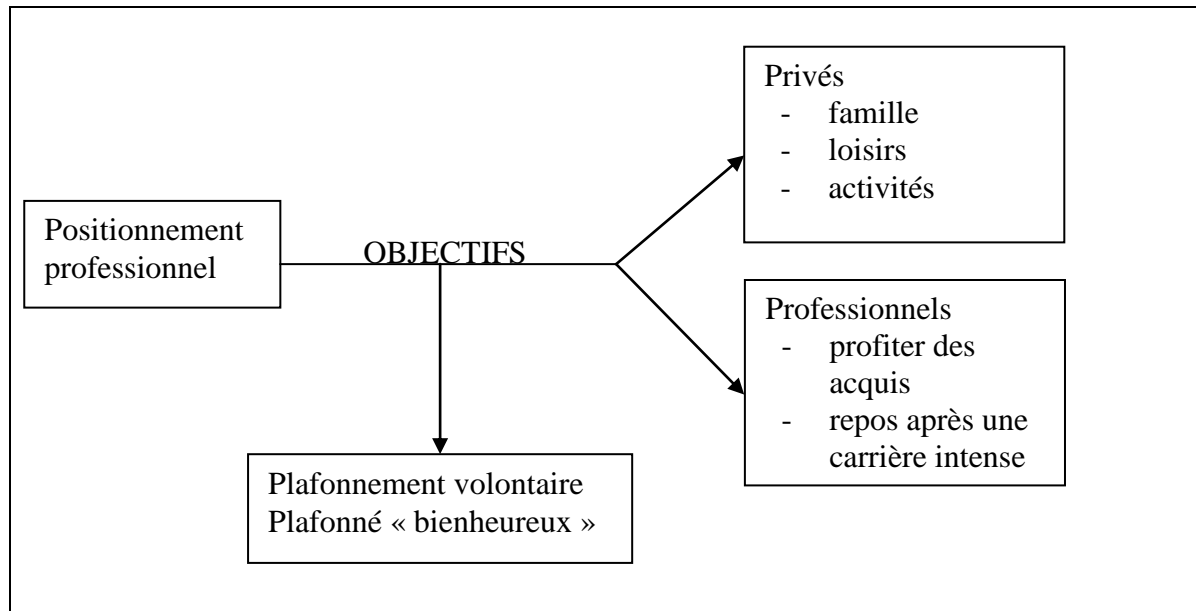 Positionnement
professionnel
OBJECTIFS
Privés
- famille
- loisirs
- activités
Professionnels
- profiter des
acquis
- repos après une
carrière intense
Plafonnement volontaire
Plafonné « bienheureux »